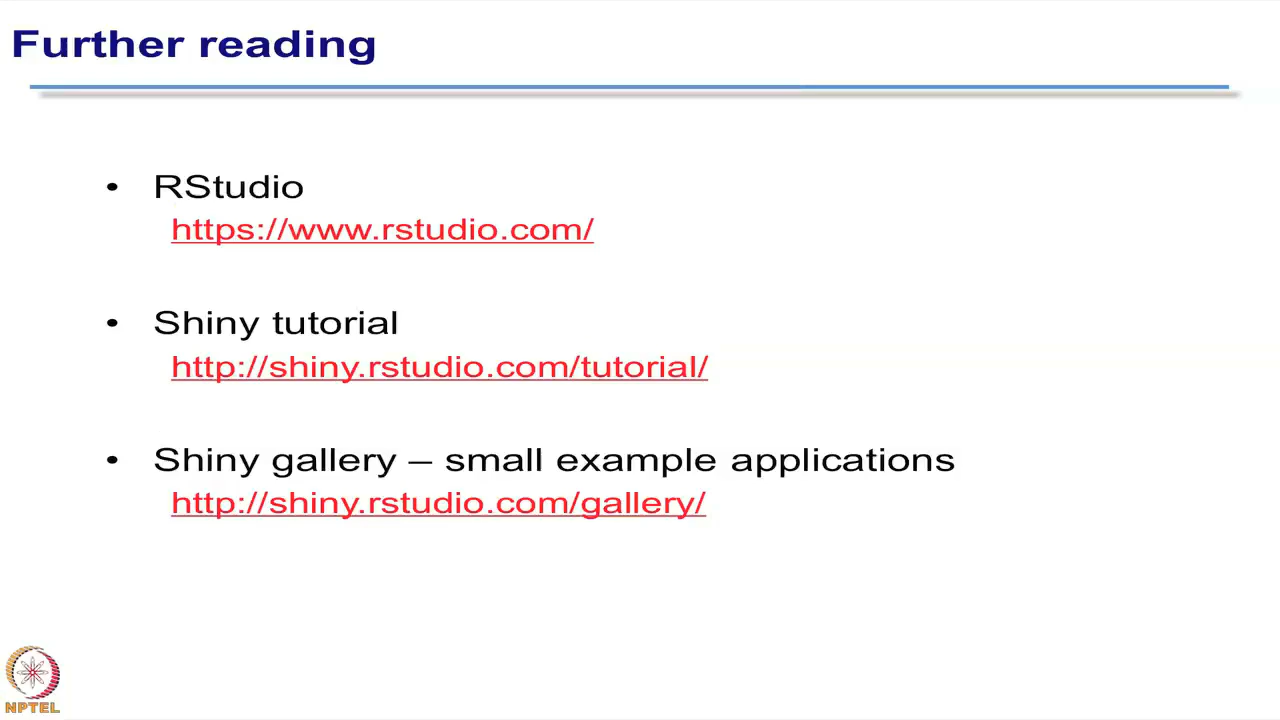 Further reading
• RStudio
https://www.rstudio.com/
• Shiny tutorial
http://shiny.rstudio.com/tutorial/
• Shiny gallery – small example applications
http://shiny.rstudio.com/gallery/
NPTEL